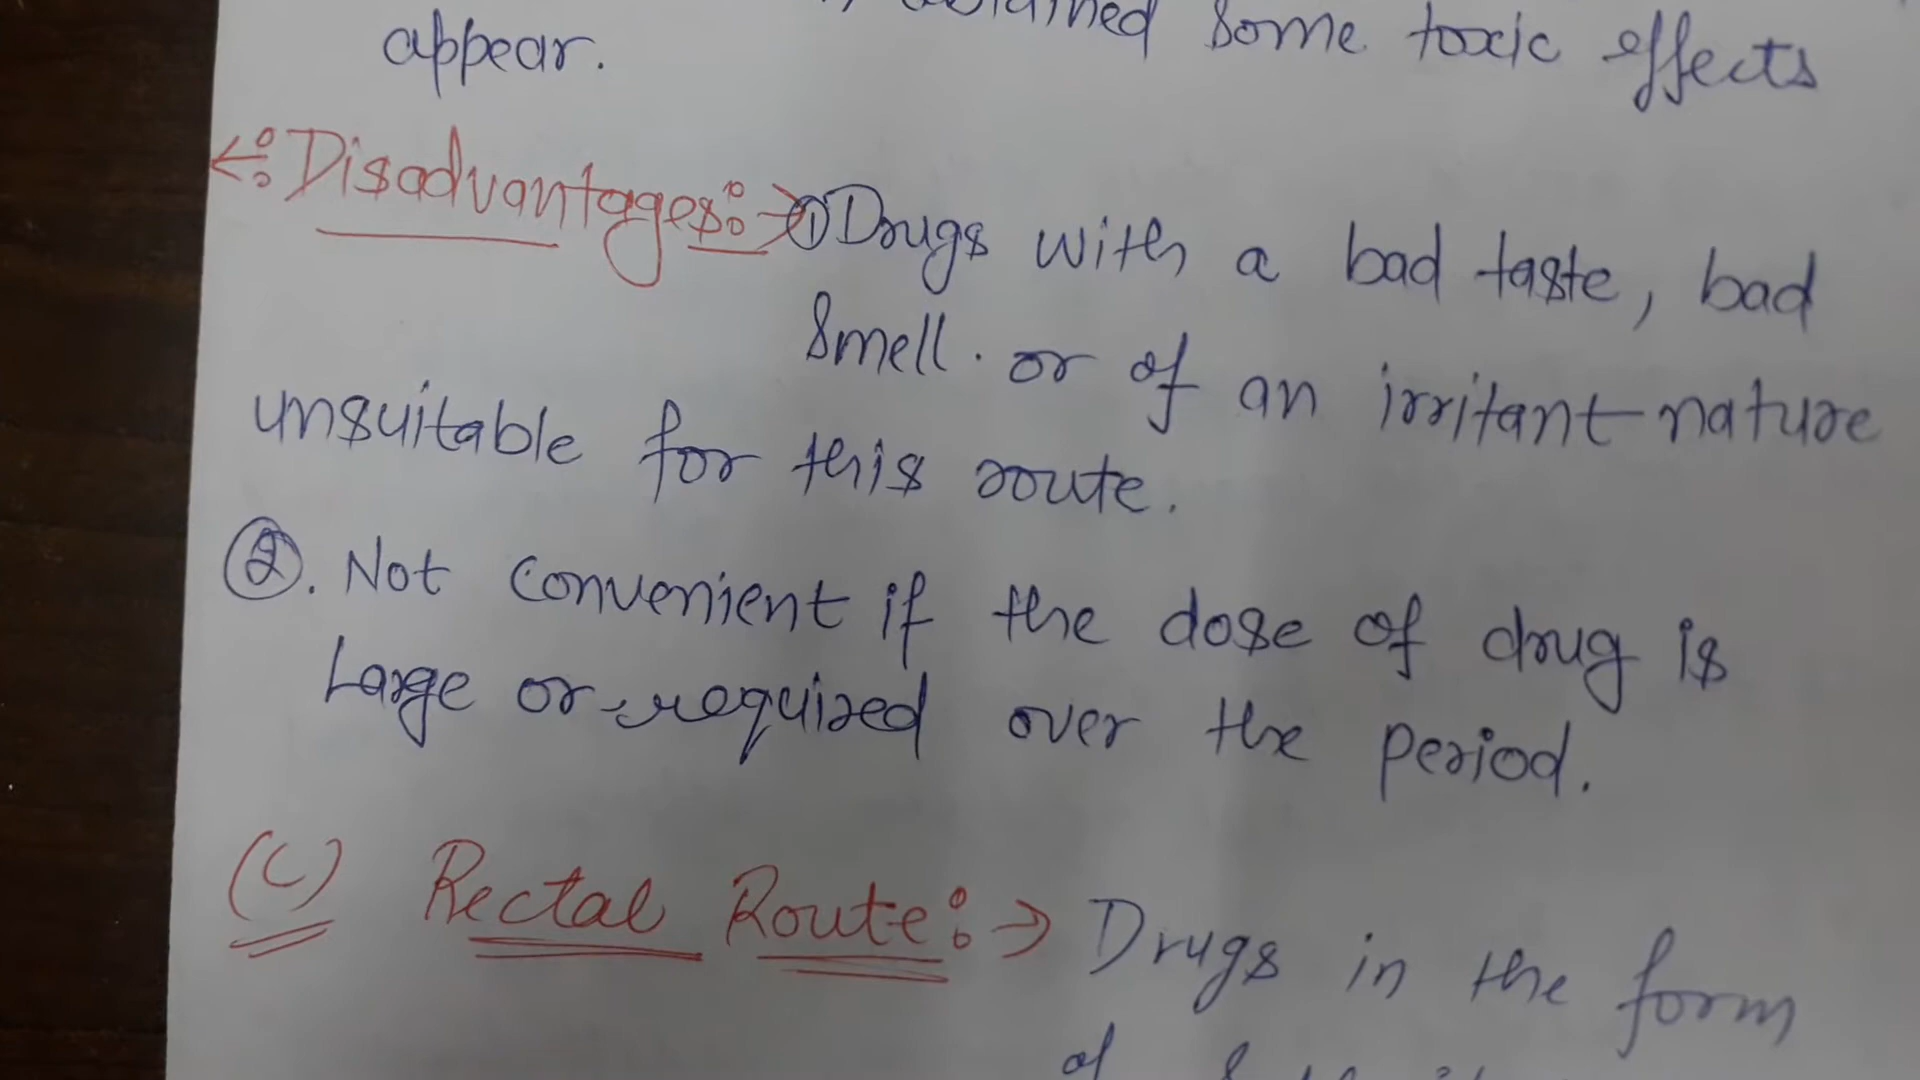 some toxic effects
appear.
Disadvantages:→ ① Drugs with a bad taste, bad
smell. or of an irritant nature
unsuitable for this route.
②. Not convenient if the dose of drug is
Large or required over the period.
(C) Rectal Route:→ Drugs in the form
of